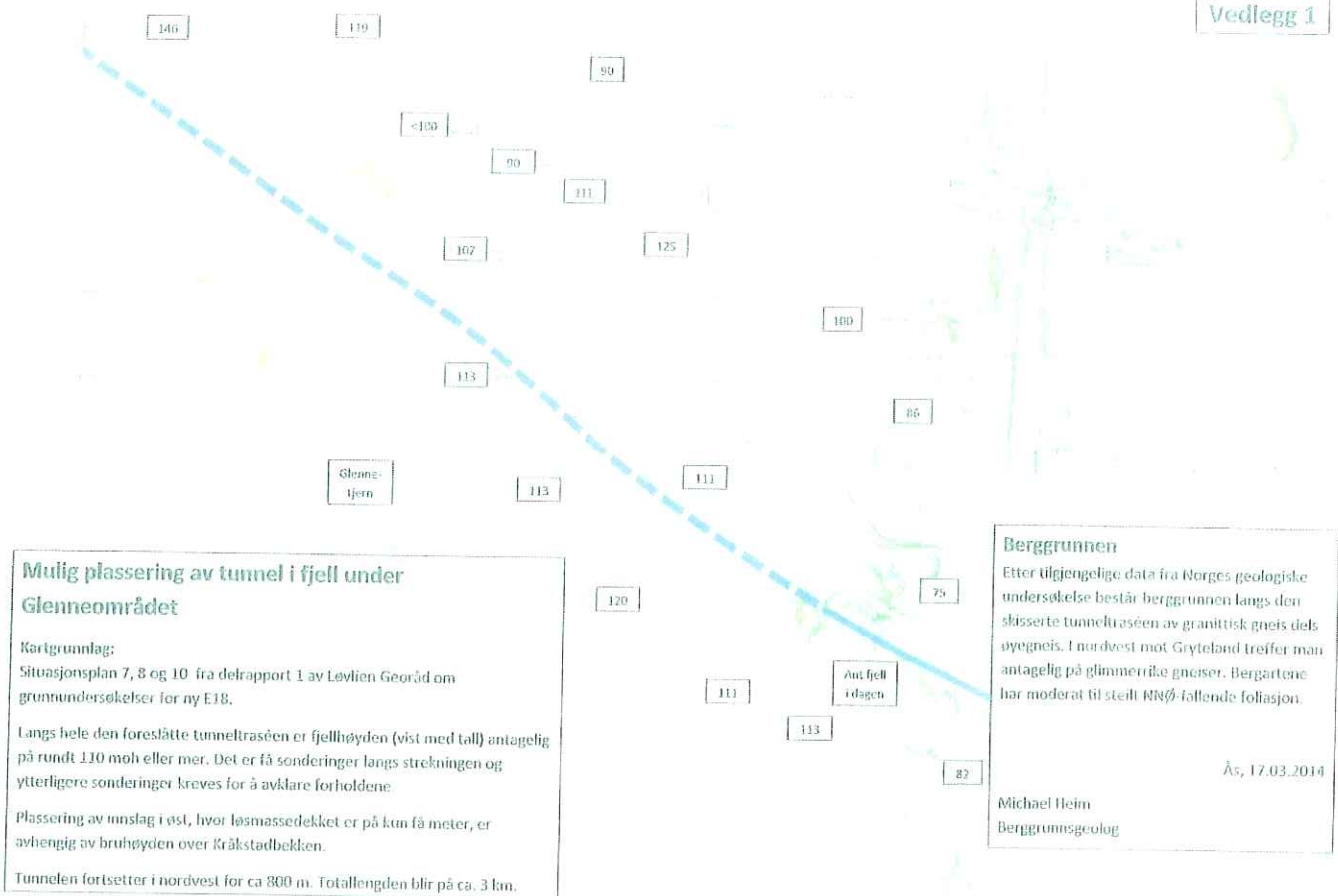 Vedlegg 1
146
119
90
<100
90
111
107
125
100
113
86
Glenne-
tjern
113
111
75
120
Ant fjell
i dagen
111
113
82
Mulig plassering av tunnel i fjell under
Glenneområdet
Kartgrunnlag:
Situasjonsplan 7, 8 og 10 fra delrapport 1 av Løvlien Georåd om
grunnundersøkelser for ny E18.
Langs hele den foreslåtte tunneltraséen er fjellhøyden (vist med tall) antagelig
på rundt 110 moh eller mer. Det er få sonderinger langs strekningen og
ytterligere sonderinger kreves for å avklare forholdene
Plassering av innslag i øst, hvor løsmassedekket er på kun få meter, er
avhengig av bruhøyden over Kråkstadbekken.
Tunnelen fortsetter i nordvest for ca 800 m. Totallengden blir på ca. 3 km.
Berggrunnen
Etter tilgjengelige data fra Norges geologiske
undersøkelse består berggrunnen langs den
skisserte tunneltraséen av granittisk gneis dels
øyegneis. I nordvest mot Gryteland treffer man
antagelig på glimmerrike gneiser. Bergartene
har moderat til steilt NNØ-fallende foliasjon.
Ås, 17.03.2014
Michael Heim
Berggrunnsgeolog